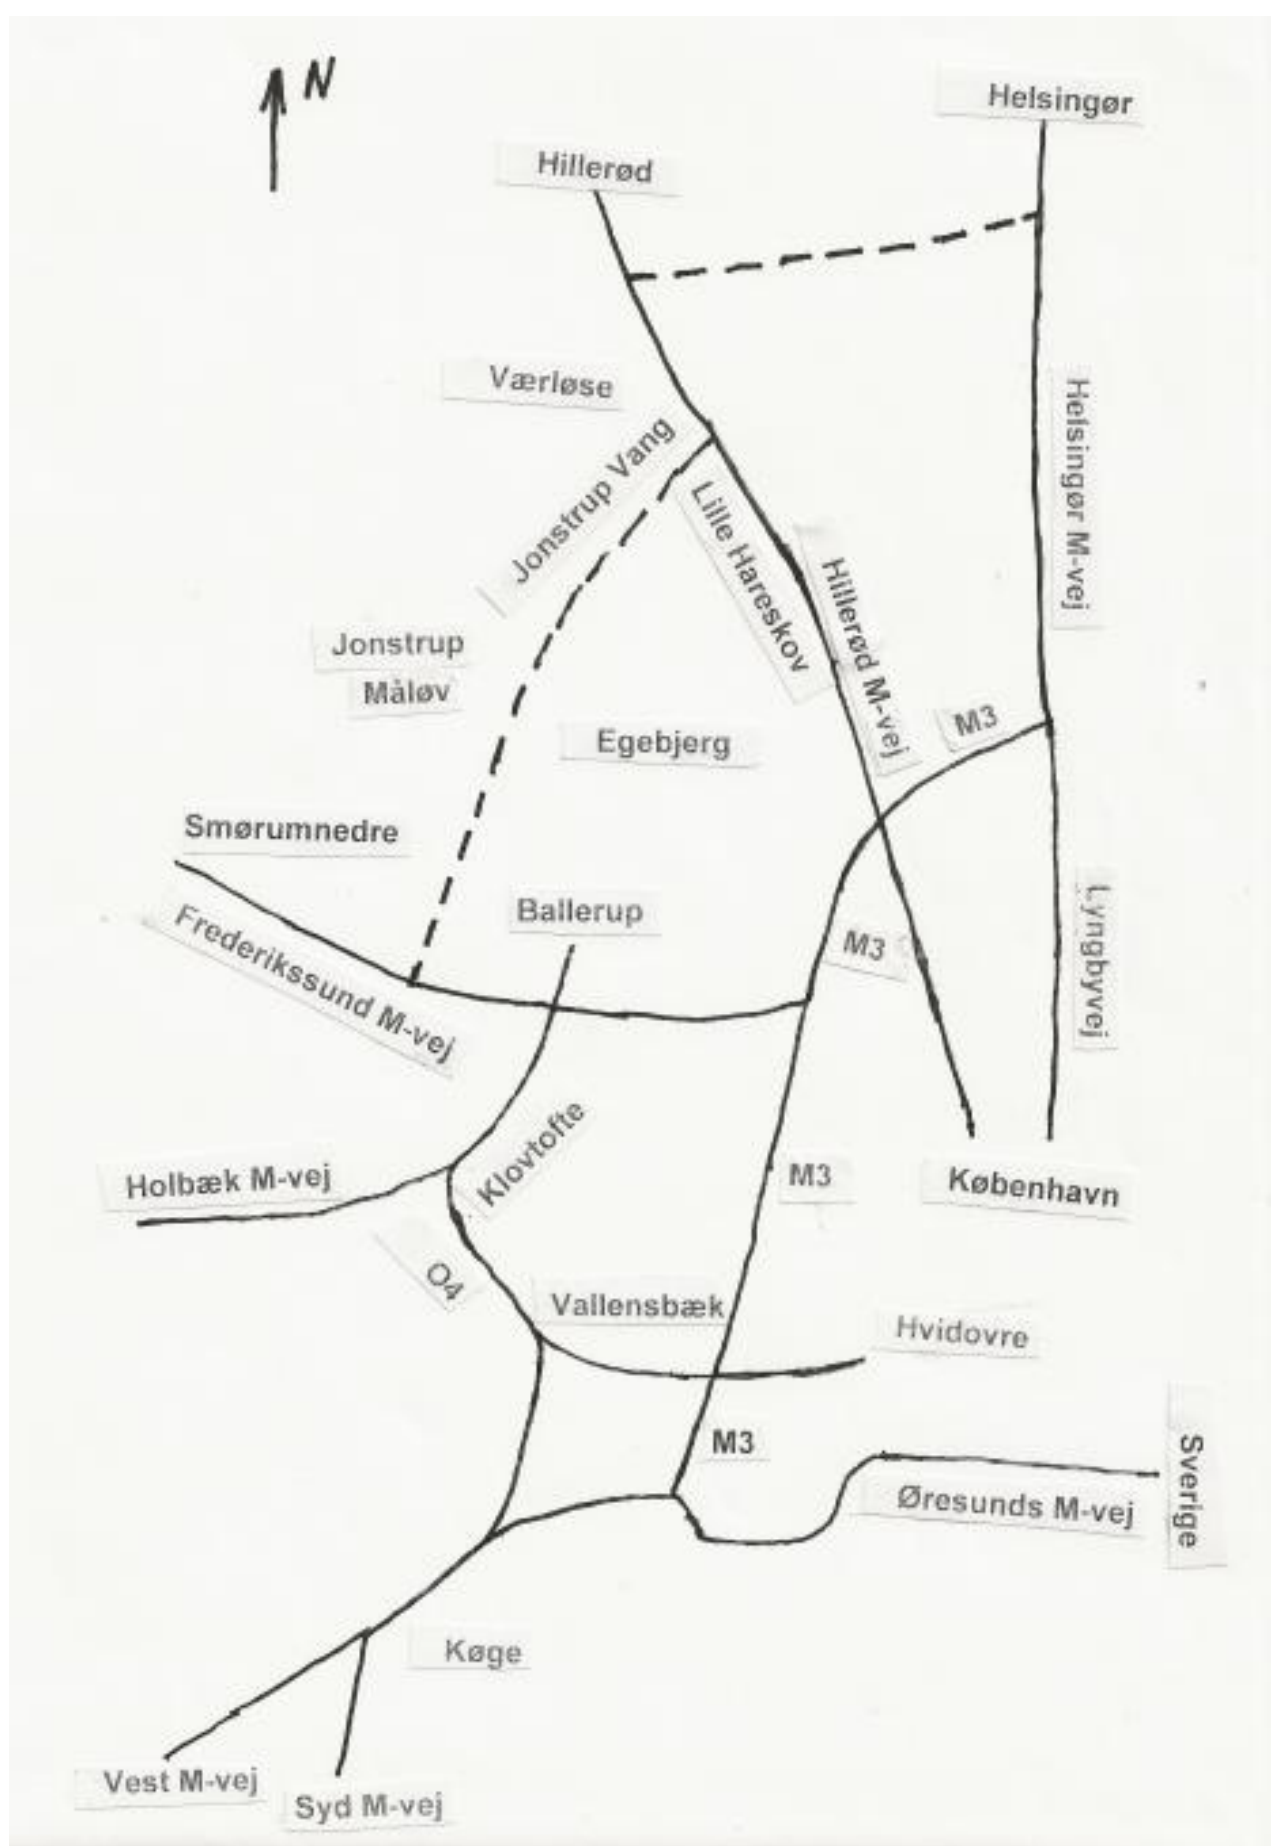 N
Helsingør
Hillerød
Værløse
Jonstrup Vang
Lille Hareskov
Helsingør M-vej
Hillerød M-vej
Jonstrup
Måløv
M3
Egebjerg
Smørumnedre
Frederikssund M-vej
Ballerup
M3
Lyngbyvej
Klovtofte
Holbæk M-vej
M3
København
O4
Vallensbæk
Hvidovre
M3
Sverige
Øresunds M-vej
Køge
Vest M-vej
Syd M-vej